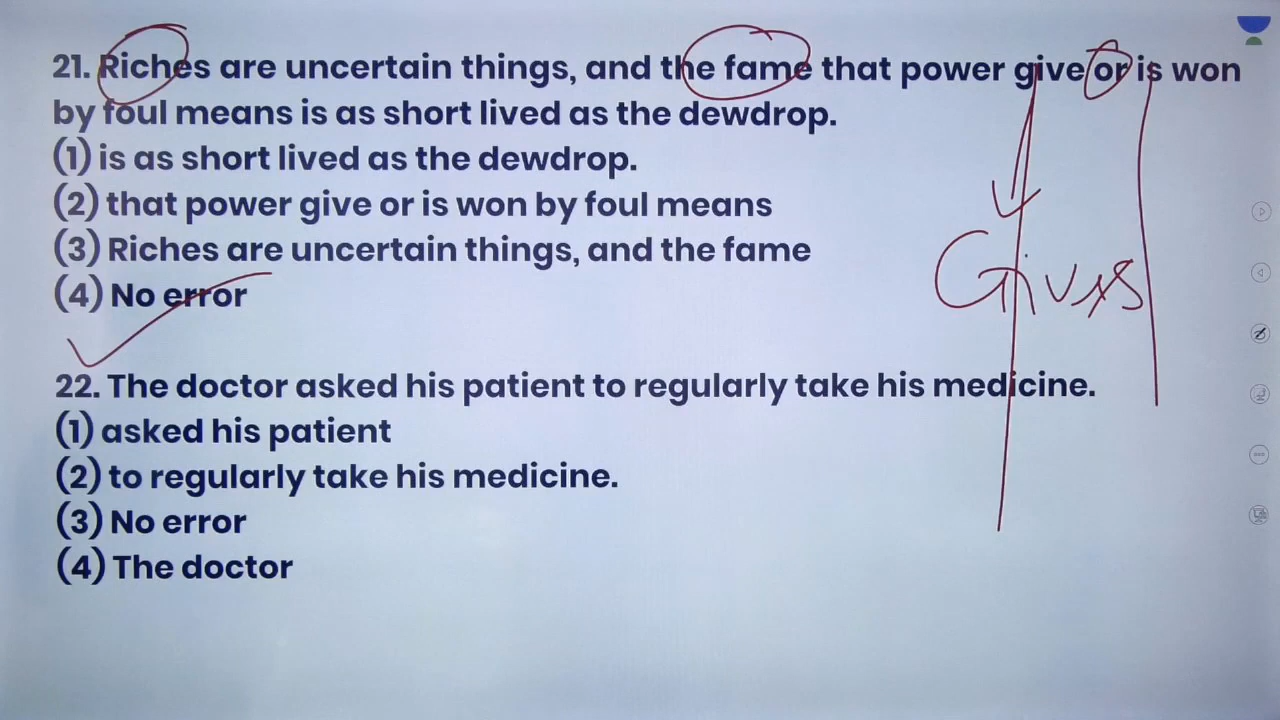 21. Riches are uncertain things, and the fame that power give or is won
by foul means is as short lived as the dewdrop.
(1) is as short lived as the dewdrop.
(2) that power give or is won by foul means
(3) Riches are uncertain things, and the fame
(4) No error
Gives
22. The doctor asked his patient to regularly take his medicine.
(1) asked his patient
(2) to regularly take his medicine.
(3) No error
(4) The doctor